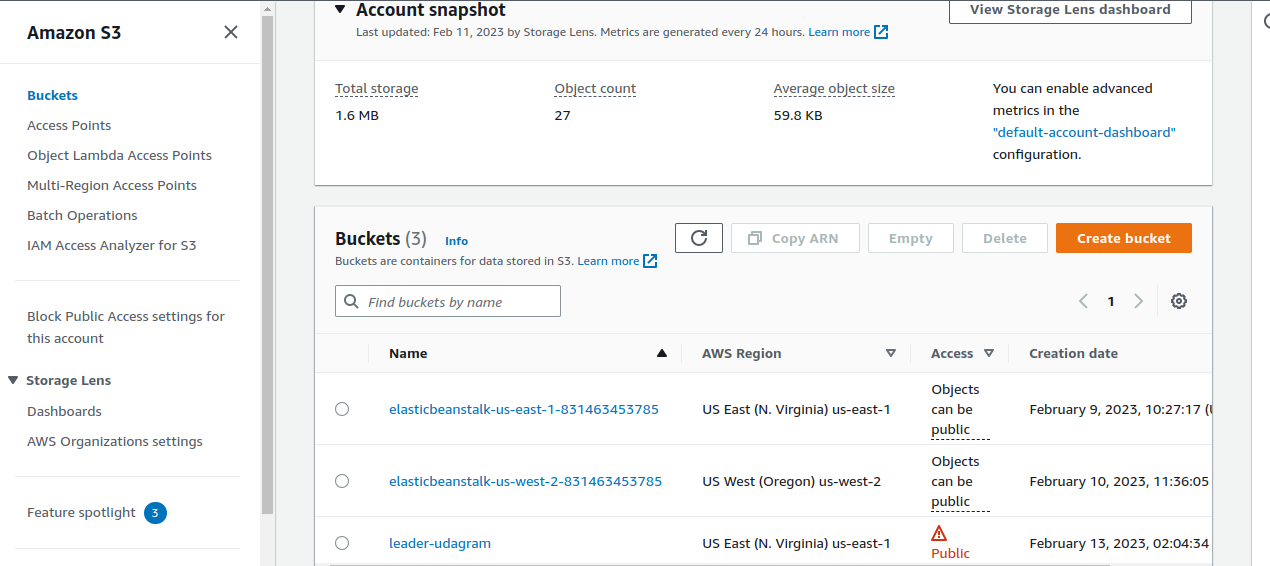 Amazon S3
Buckets
Access Points
Object Lambda Access Points
Multi-Region Access Points
Batch Operations
IAM Access Analyzer for S3
Block Public Access settings for
this account
Storage Lens
Dashboards
AWS Organizations settings
Feature spotlight 3
Account snapshot
View Storage Lens dashboard
Last updated: Feb 11, 2023 by Storage Lens. Metrics are generated every 24 hours. Learn more
Total storage
1.6 MB
Object count
27
Average object size
59.8 KB
You can enable advanced
metrics in the
"default-account-dashboard"
configuration.
Buckets (3) Info
Buckets are containers for data stored in S3. Learn more
Copy ARN
Empty
Delete
Create bucket
Find buckets by name
1
Name AWS Region Access Creation date
elasticbeanstalk-us-east-1-831463453785 US East (N. Virginia) us-east-1
Objects
can be
public
February 9, 2023, 10:27:17 (
elasticbeanstalk-us-west-2-831463453785 US West (Oregon) us-west-2
Objects
can be
public
February 10, 2023, 11:36:05
leader-udagram US East (N. Virginia) us-east-1
Public
February 13, 2023, 02:04:34